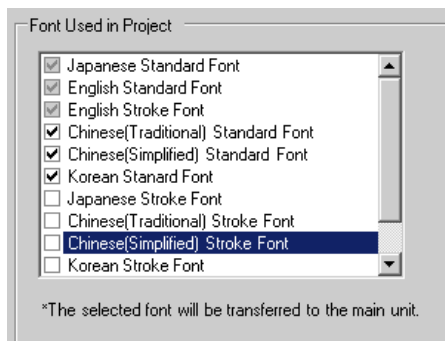 Font Used in Project
Japanese Standard Font
English Standard Font
English Stroke Font
Chinese(Traditional) Standard Font
Chinese(Simplified) Standard Font
Korean Stanard Font
Japanese Stroke Font
Chinese(Traditional) Stroke Font
Chinese(Simplified) Stroke Font
Korean Stroke Font
*The selected font will be transferred to the main unit.